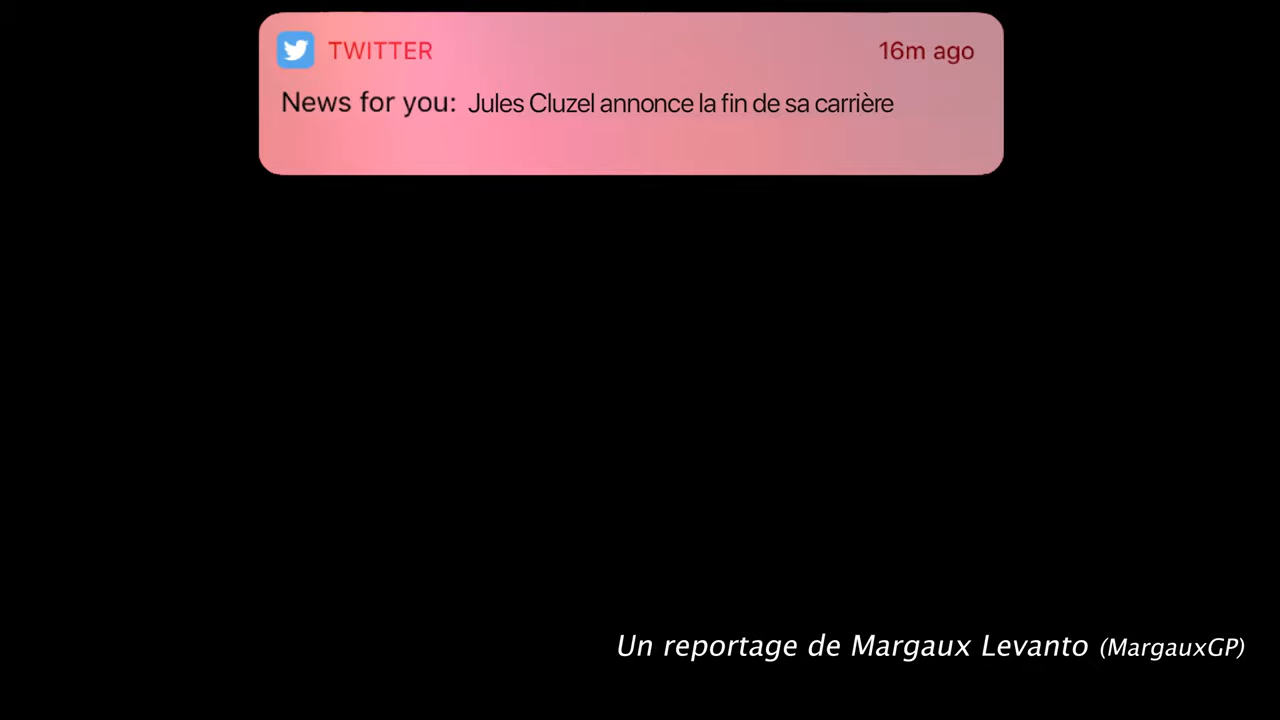 TWITTER 16m ago
News for you: Jules Cluzel annonce la fin de sa carrière
Un reportage de Margaux Levanto (MargauxGP)